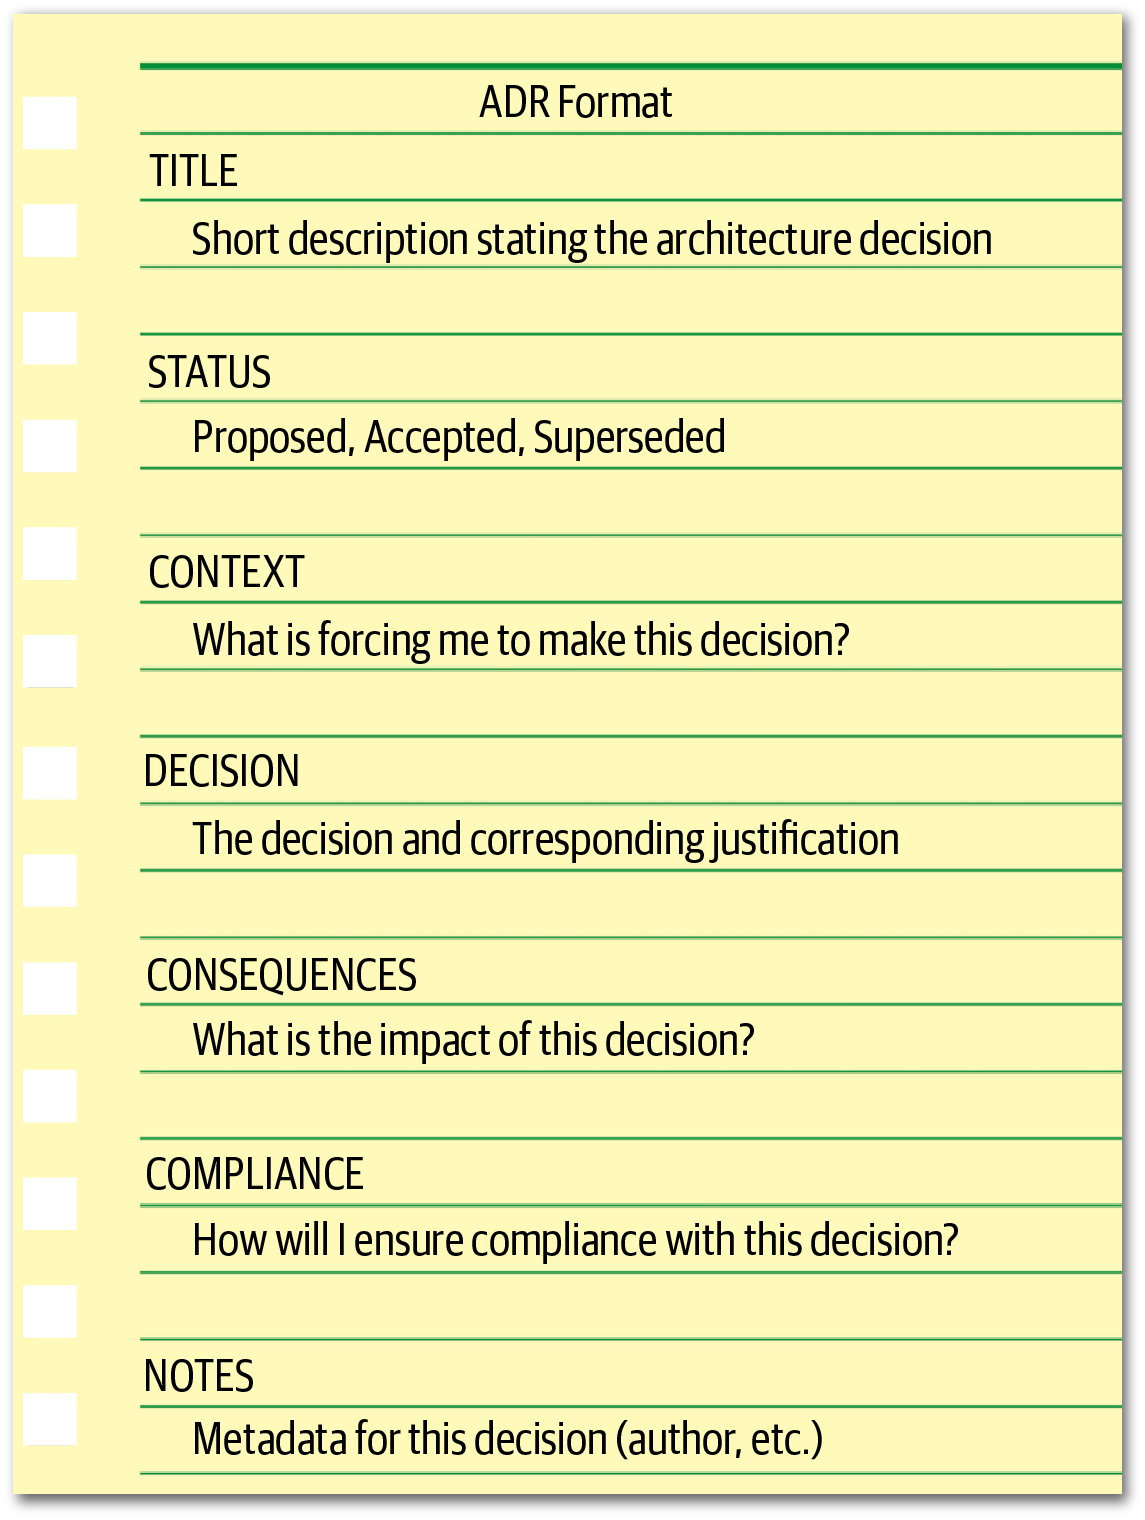 ADR Format
TITLE
Short description stating the architecture decision
STATUS
Proposed, Accepted, Superseded
CONTEXT
What is forcing me to make this decision?
DECISION
The decision and corresponding justification
CONSEQUENCES
What is the impact of this decision?
COMPLIANCE
How will I ensure compliance with this decision?
NOTES
Metadata for this decision (author, etc.)